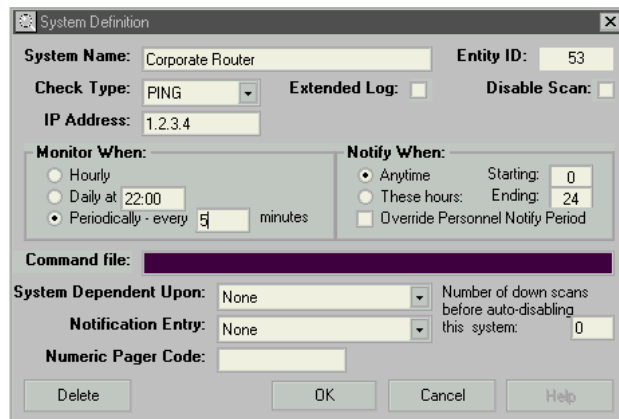 System Definition
System Name: Corporate Router Entity ID: 53
Check Type: PING Extended Log: Disable Scan:
IP Address: 1.2.3.4
Monitor When:
Hourly
Daily at 22:00
Periodically - every 5 minutes
Notify When:
Anytime Starting: 0
These hours: Ending: 24
Override Personnel Notify Period
Command file:
System Dependent Upon: None
Notification Entry: None
Numeric Pager Code:
Number of down scans
before auto-disabling
this system: 0
Delete OK Cancel Help